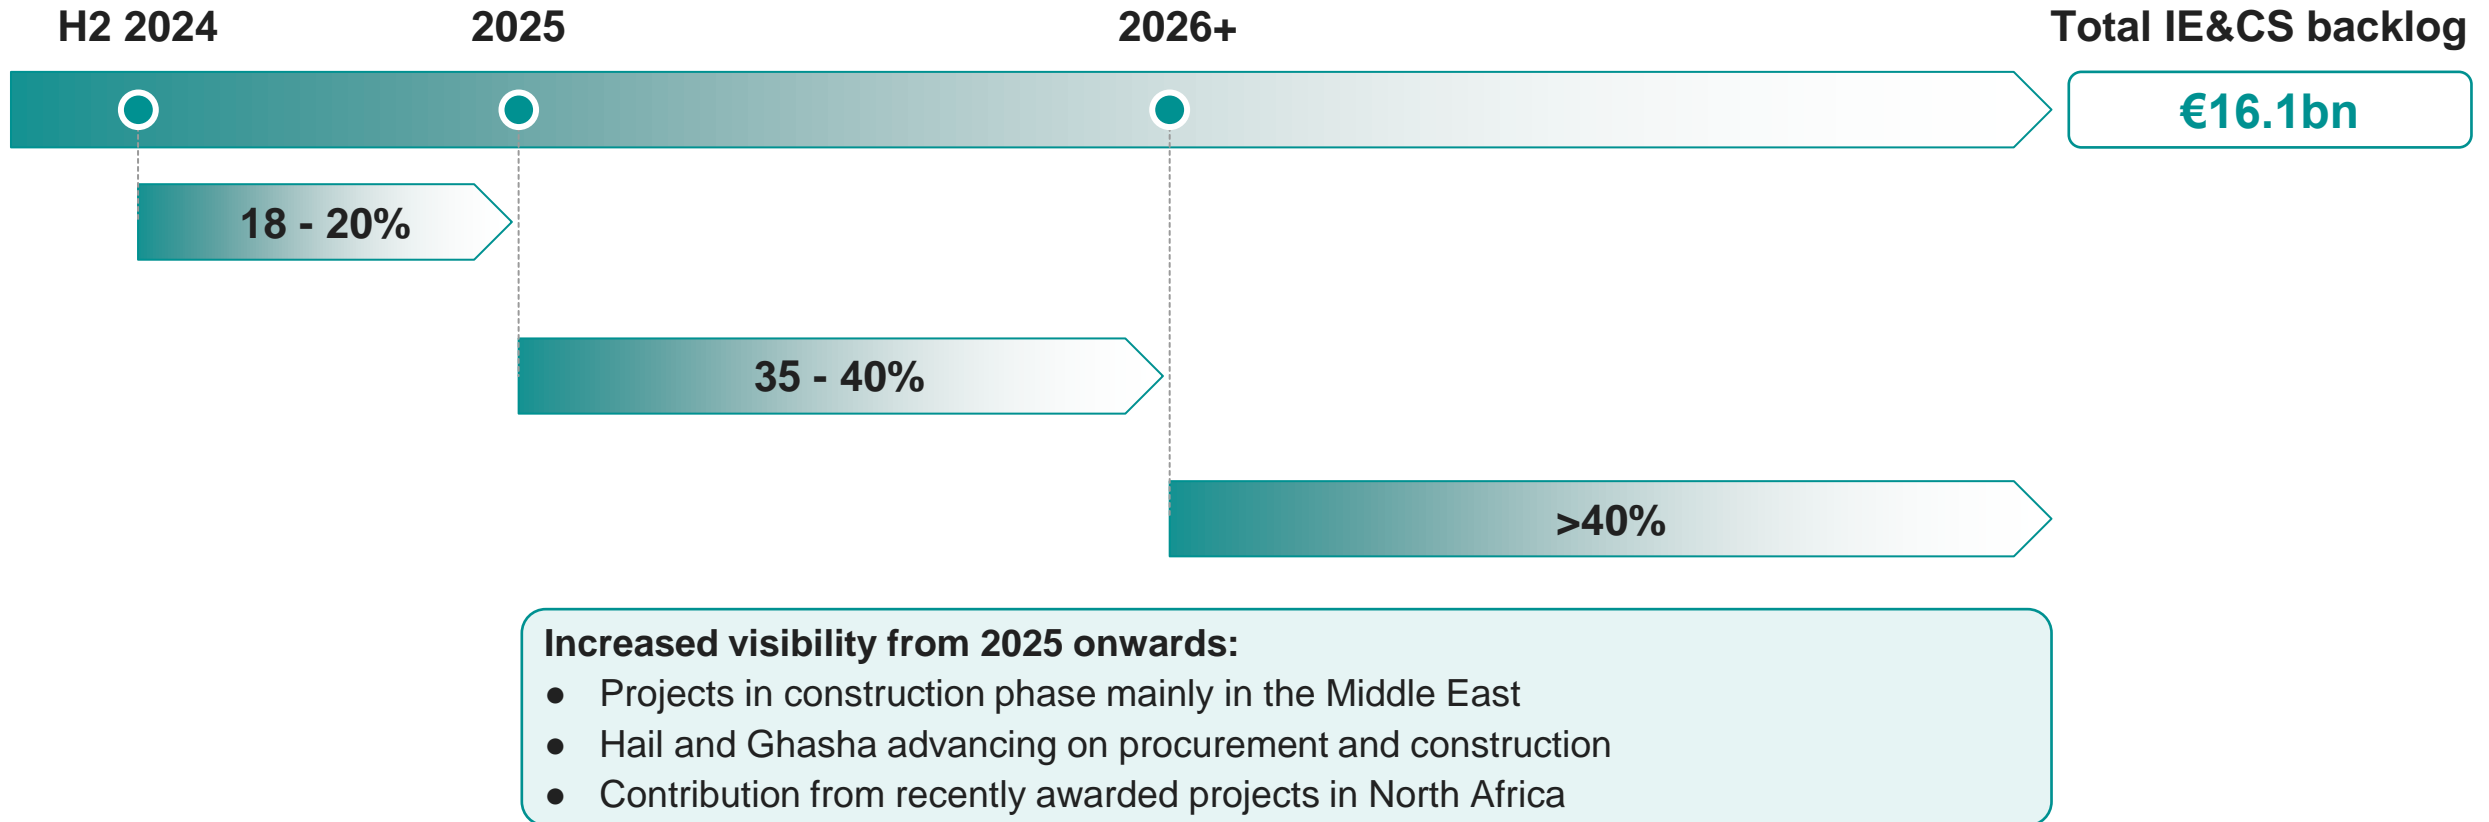 H2 2024
2025
2026+
Total IE&CS backlog
€16.1bn
18 - 20%
35 - 40%
>40%
Increased visibility from 2025 onwards:
● Projects in construction phase mainly in the Middle East
● Hail and Ghasha advancing on procurement and construction
● Contribution from recently awarded projects in North Africa